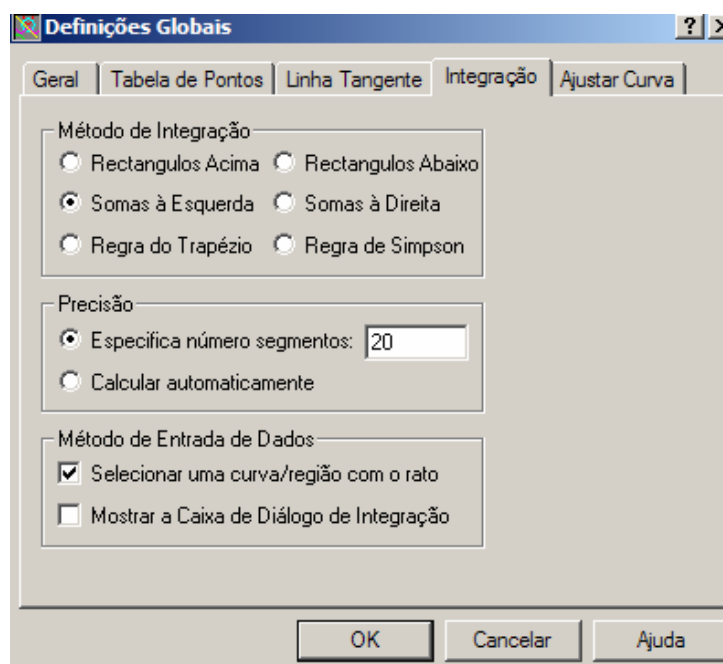 Definições Globais
Geral Tabela de Pontos Linha Tangente Integração Ajustar Curva
Método de Integração
Rectangulos Acima Rectangulos Abaixo
Somas à Esquerda Somas à Direita
Regra do Trapézio Regra de Simpson
Precisão
Especifica número segmentos: 20
Calcular automaticamente
Método de Entrada de Dados
Selecionar uma curva/região com o rato
Mostrar a Caixa de Diálogo de Integração
OK Cancelar Ajuda